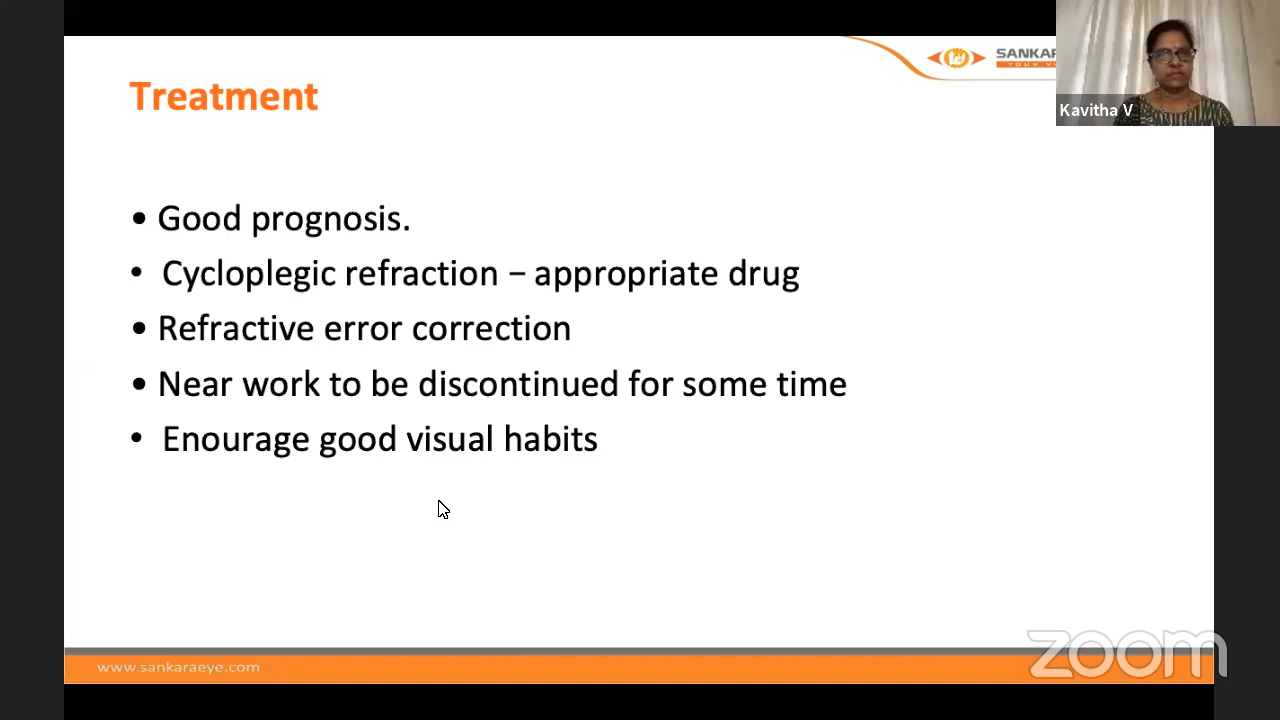 SANKARA
Treatment
Kavitha V
• Good prognosis.
• Cycloplegic refraction – appropriate drug
• Refractive error correction
• Near work to be discontinued for some time
• Enourage good visual habits
www.sankaraeye.com
zoom